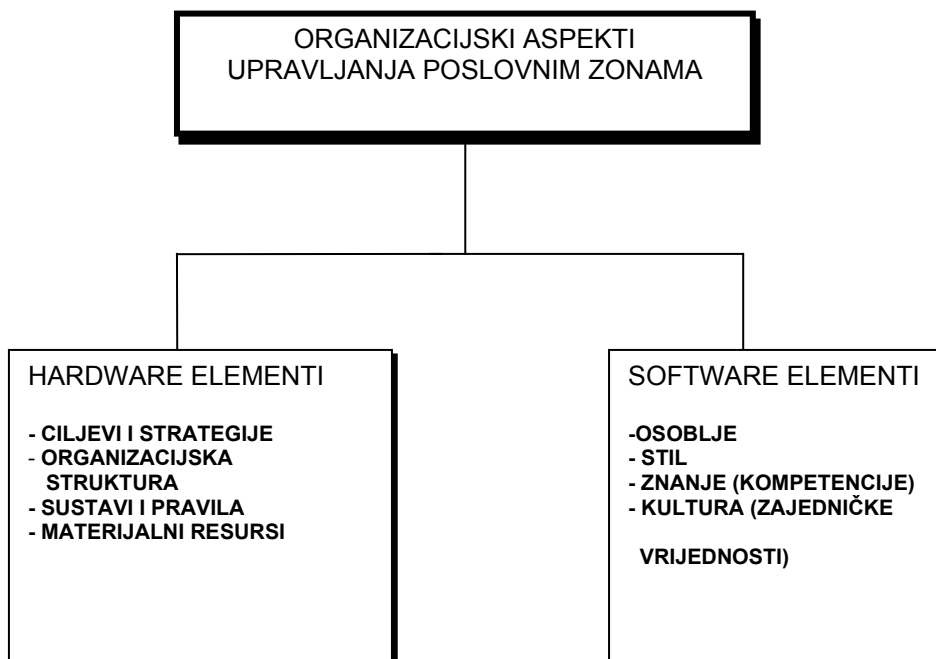 ORGANIZACIJSKI ASPEKTI
UPRAVLJANJA POSLOVNIM ZONAMA
HARDWARE ELEMENTI
- CILJEVI I STRATEGIJE
- ORGANIZACIJSKA
STRUKTURA
- SUSTAVI I PRAVILA
- MATERIJALNI RESURSI
SOFTWARE ELEMENTI
-OSOBLJE
- STIL
- ZNANJE (KOMPETENCIJE)
- KULTURA (ZAJEDNIČKE
VRIJEDNOSTI)